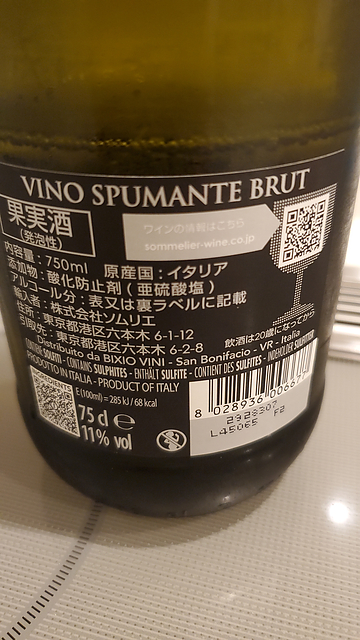 VINO SPUMANTE BRUT
果実酒
(発泡性)
ワインの情報はこちら
sommelier-wine.co.jp
内容量：750ml 原産国：イタリア
添加物：酸化防止剤(亜硫酸塩)
アルコール分：表又は裏ラベルに記載
輸入者：株式会社ソムリエ
住所：東京都港区六本木 6-1-12
引取先：東京都港区六本木 6-2-8 飲酒は20歳になってから
Distribuito da BIXIO VINI - San Bonifacio - VR - Italia
SOLFITI - CONTAINS SULPHITES - ENTHÄLT SULFITE - CONTIENT DES SULFITES - INDEHOLDER SULFITTER
PRODOTTO IN ITALIA - PRODUCT OF ITALY
E (100ml) = 285 kJ / 68 kcal
75 cl e
11% vol
8 028936 00667
2928307
L45065 F2